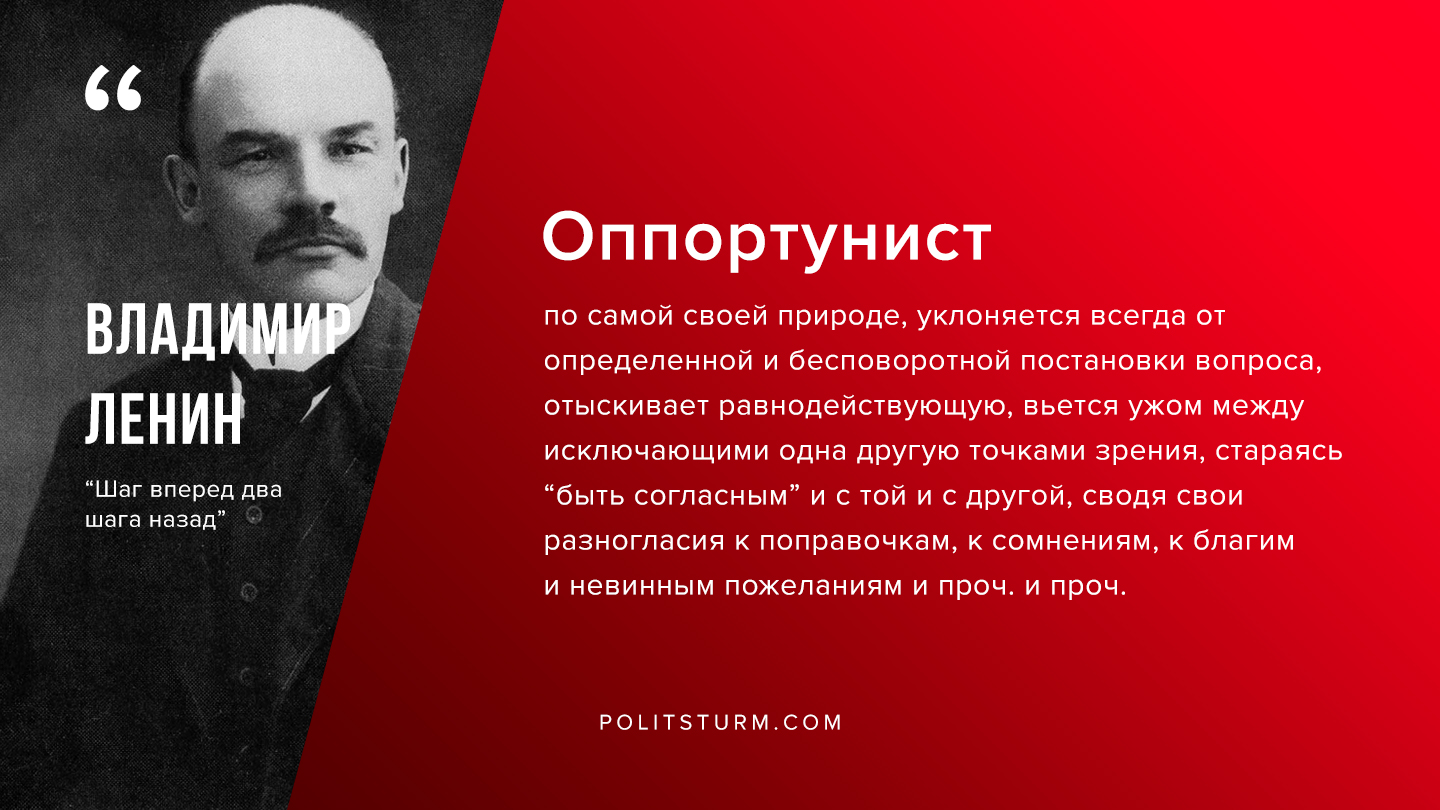 “
ВЛАДИМИР
ЛЕНИН
“Шаг вперед два
шага назад”
Оппортунист
по самой своей природе, уклоняется всегда от
определенной и бесповоротной постановки вопроса,
отыскивает равнодействующую, вьется ужом между
исключающими одна другую точками зрения, стараясь
“быть согласным” и с той и с другой, сводя свои
разногласия к поправочкам, к сомнениям, к благим
и невинным пожеланиям и проч. и проч.
POLITSTURM.COM